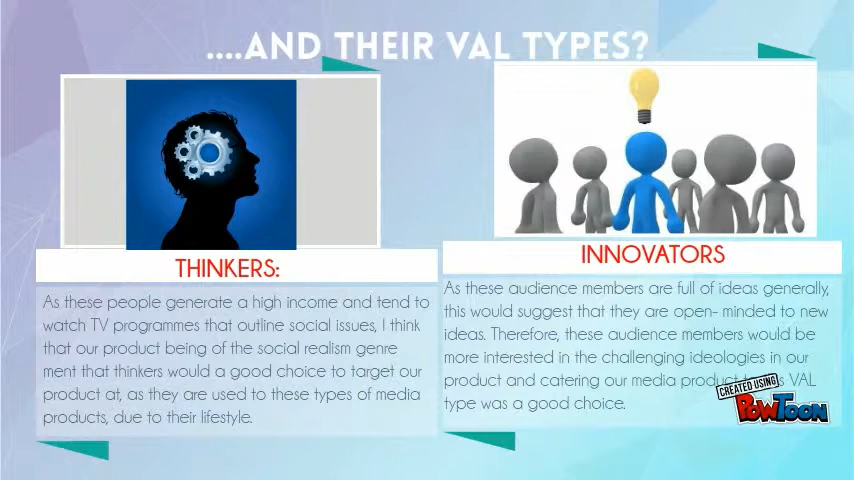 ....AND THEIR VAL TYPES?
THINKERS:
As these people generate a high income and tend to
watch TV programmes that outline social issues, I think
that our product being of the social realism genre
ment that thinkers would a good choice to target our
product at, as they are used to these types of media
products, due to their lifestyle.
INNOVATORS
As these audience members are full of ideas generally,
this would suggest that they are open- minded to new
ideas. Therefore, these audience members would be
more interested in the challenging ideologies in our
product and catering our media product VAL
type was a good choice.
CREATED USING
POWTOON